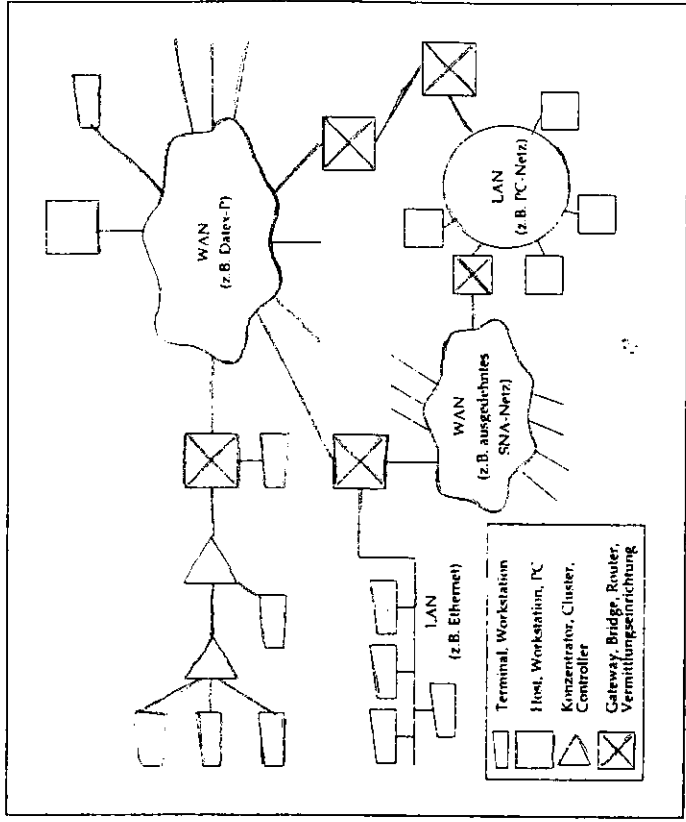 WAN
(z.B. Datex-P)
LAN
(z.B. PC-Netz)
WAN
(z.B. ausgedehntes
SNA-Netz)
LAN
(z.B. Ethernet)
Terminal, Workstation
Host, Workstation, PC
Konzentrator, Cluster,
Controller
Gateway, Bridge, Router,
Vermittlungseinrichtung